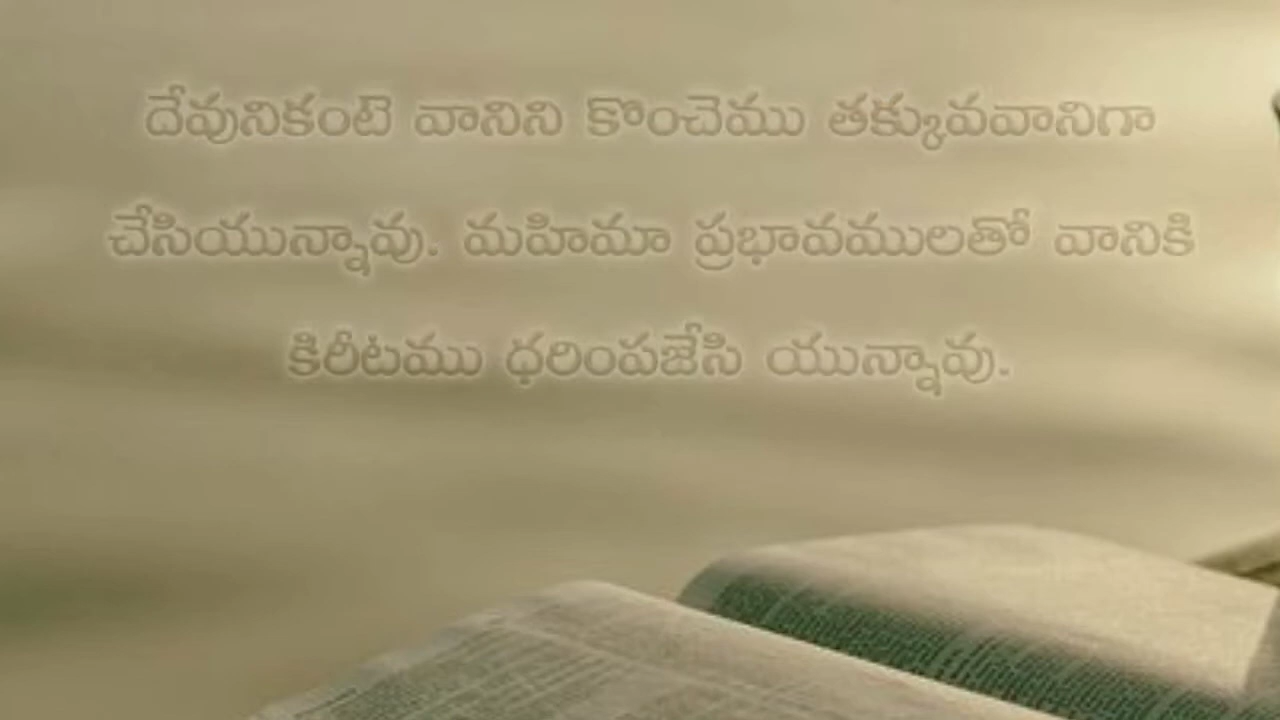 దేవునికంటె వానిని కొంచెము తక్కువవానిగా
చేసియున్నావు. మహిమా ప్రభావములతో వానికి
కిరీటము ధరింపజేసి యున్నావు.